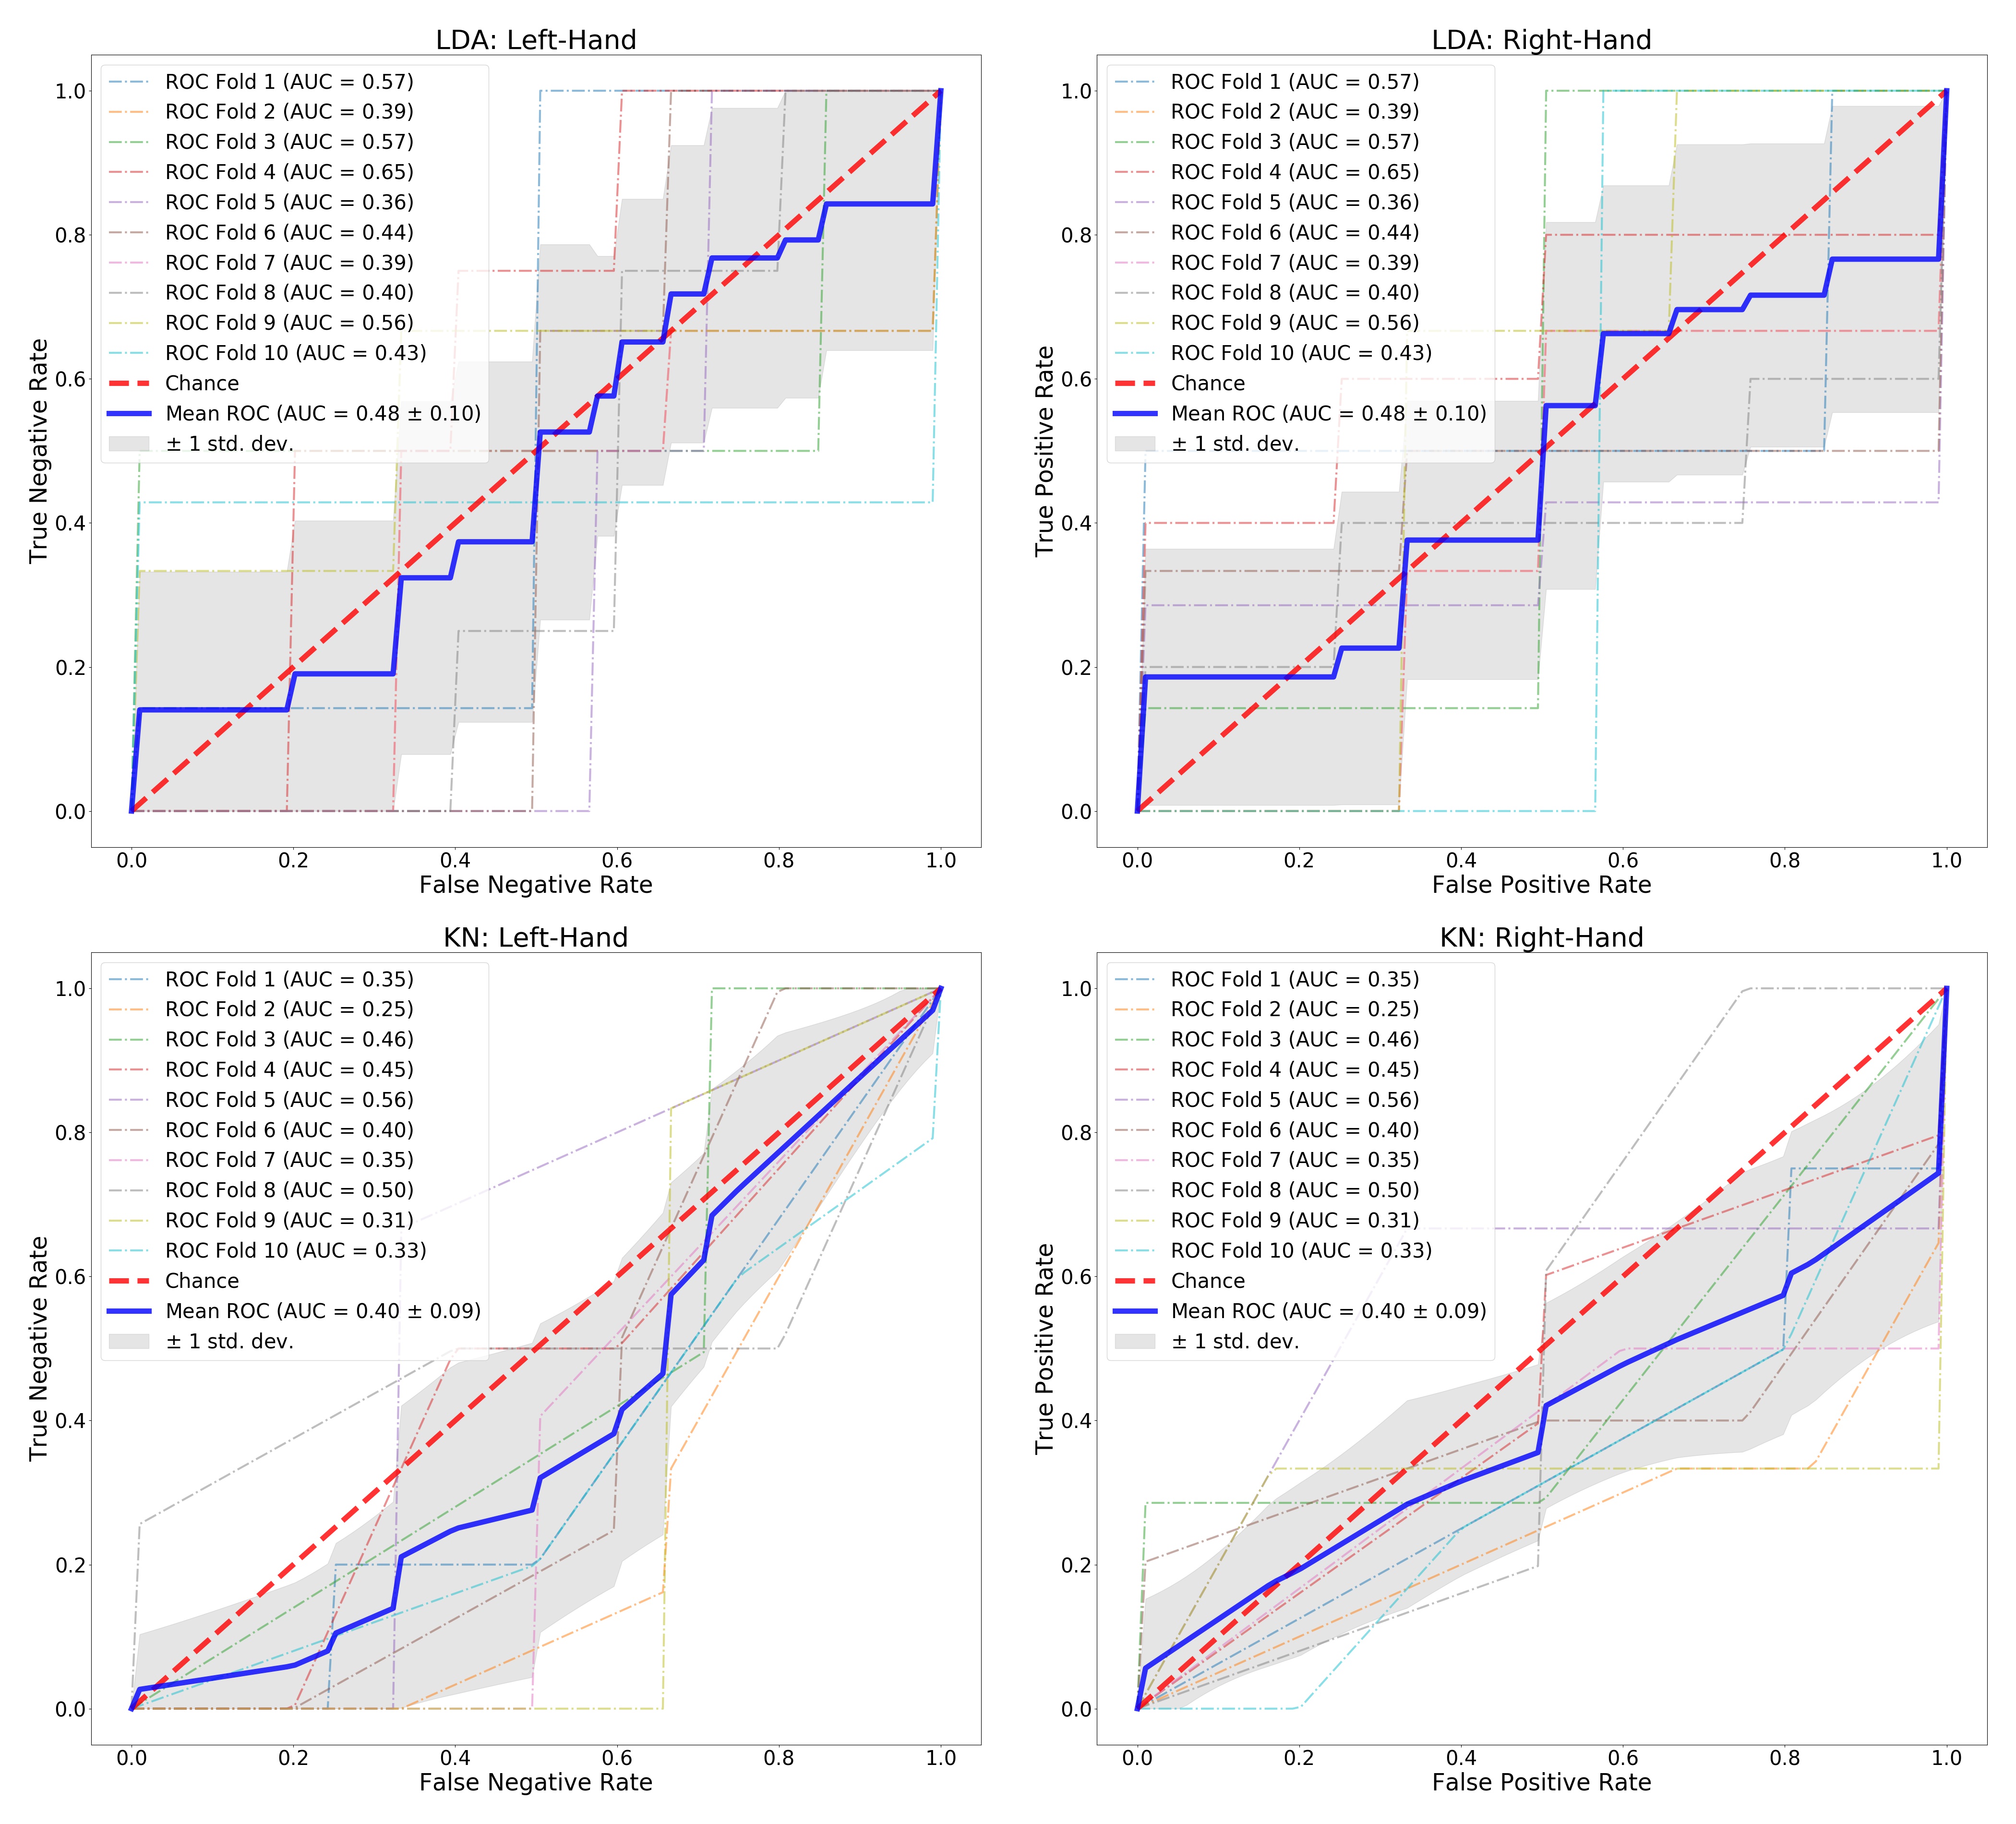 LDA: Left-Hand
True Negative Rate
1.0
0.8
0.6
0.4
0.2
0.0
ROC Fold 1 (AUC = 0.57)
ROC Fold 2 (AUC = 0.39)
ROC Fold 3 (AUC = 0.57)
ROC Fold 4 (AUC = 0.65)
ROC Fold 5 (AUC = 0.36)
ROC Fold 6 (AUC = 0.44)
ROC Fold 7 (AUC = 0.39)
ROC Fold 8 (AUC = 0.40)
ROC Fold 9 (AUC = 0.56)
ROC Fold 10 (AUC = 0.43)
Chance
Mean ROC (AUC = 0.48 ± 0.10)
± 1 std. dev.
0.0 0.2 0.4 0.6 0.8 1.0
False Negative Rate
LDA: Right-Hand
True Positive Rate
1.0
0.8
0.6
0.4
0.2
0.0
ROC Fold 1 (AUC = 0.57)
ROC Fold 2 (AUC = 0.39)
ROC Fold 3 (AUC = 0.57)
ROC Fold 4 (AUC = 0.65)
ROC Fold 5 (AUC = 0.36)
ROC Fold 6 (AUC = 0.44)
ROC Fold 7 (AUC = 0.39)
ROC Fold 8 (AUC = 0.40)
ROC Fold 9 (AUC = 0.56)
ROC Fold 10 (AUC = 0.43)
Chance
Mean ROC (AUC = 0.48 ± 0.10)
± 1 std. dev.
0.0 0.2 0.4 0.6 0.8 1.0
False Positive Rate
KN: Left-Hand
True Negative Rate
1.0
0.8
0.6
0.4
0.2
0.0
ROC Fold 1 (AUC = 0.35)
ROC Fold 2 (AUC = 0.25)
ROC Fold 3 (AUC = 0.46)
ROC Fold 4 (AUC = 0.45)
ROC Fold 5 (AUC = 0.56)
ROC Fold 6 (AUC = 0.40)
ROC Fold 7 (AUC = 0.35)
ROC Fold 8 (AUC = 0.50)
ROC Fold 9 (AUC = 0.31)
ROC Fold 10 (AUC = 0.33)
Chance
Mean ROC (AUC = 0.40 ± 0.09)
± 1 std. dev.
0.0 0.2 0.4 0.6 0.8 1.0
False Negative Rate
KN: Right-Hand
True Positive Rate
1.0
0.8
0.6
0.4
0.2
0.0
ROC Fold 1 (AUC = 0.35)
ROC Fold 2 (AUC = 0.25)
ROC Fold 3 (AUC = 0.46)
ROC Fold 4 (AUC = 0.45)
ROC Fold 5 (AUC = 0.56)
ROC Fold 6 (AUC = 0.40)
ROC Fold 7 (AUC = 0.35)
ROC Fold 8 (AUC = 0.50)
ROC Fold 9 (AUC = 0.31)
ROC Fold 10 (AUC = 0.33)
Chance
Mean ROC (AUC = 0.40 ± 0.09)
± 1 std. dev.
0.0 0.2 0.4 0.6 0.8 1.0
False Positive Rate